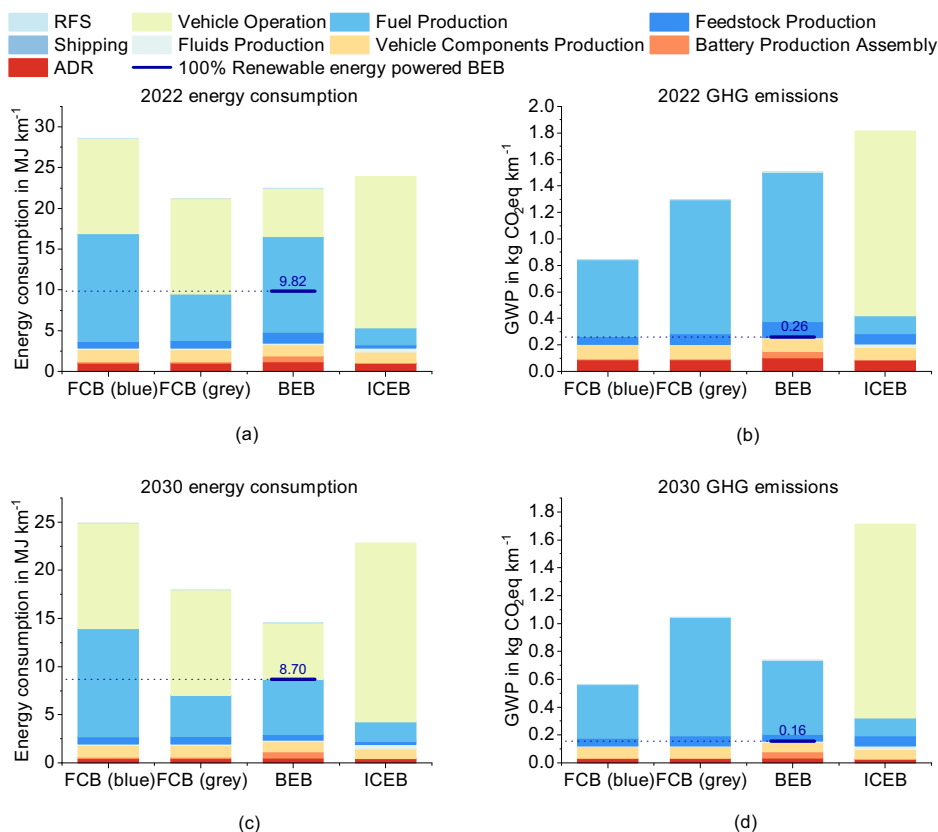 RFS Vehicle Operation Fuel Production Feedstock Production
Shipping Fluids Production Vehicle Components Production Battery Production Assembly
ADR 100% Renewable energy powered BEB
2022 energy consumption
Energy consumption in MJ km⁻¹
30
25
20
15
10
5
0
9.82
FCB (blue) FCB (grey) BEB ICEB
(a)
2022 GHG emissions
GWP in kg CO₂eq km⁻¹
2.0
1.8
1.6
1.4
1.2
1.0
0.8
0.6
0.4
0.2
0.0
0.26
FCB (blue) FCB (grey) BEB ICEB
(b)
2030 energy consumption
Energy consumption in MJ km⁻¹
25
20
15
10
5
0
8.70
FCB (blue) FCB (grey) BEB ICEB
(c)
2030 GHG emissions
GWP in kg CO₂eq km⁻¹
1.8
1.6
1.4
1.2
1.0
0.8
0.6
0.4
0.2
0.0
0.16
FCB (blue) FCB (grey) BEB ICEB
(d)